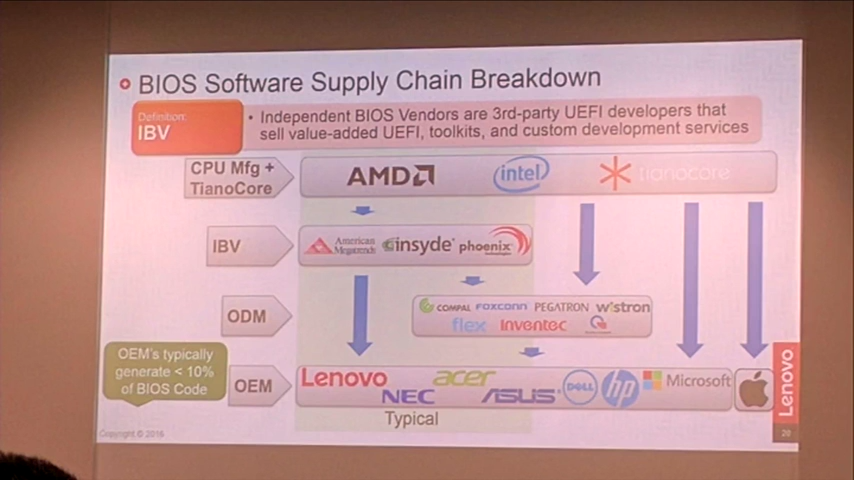 BIOS Software Supply Chain Breakdown
Definition:
IBV
• Independent BIOS Vendors are 3rd-party UEFI developers that
sell value-added UEFI, toolkits, and custom development services
CPU Mfg +
TianoCore
AMD
intel
tianocore
IBV
American
Megatrends
insyde®
phoenix
technologies
ODM
COMPAL
FOXCONN
PEGATRON
wistron
flex
Inventec
OEM's typically
generate < 10%
of BIOS Code
OEM
Lenovo
NEC
acer
ASUS
DELL
hp
Microsoft
Lenovo
Typical
Copyright © 2016
20